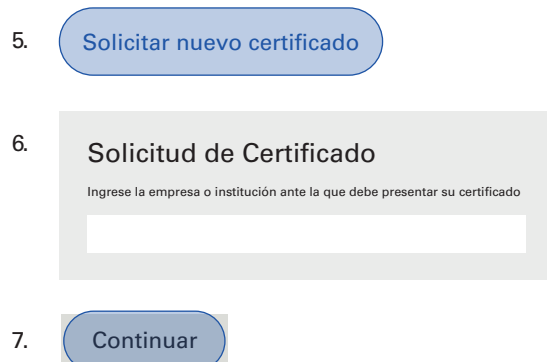 5. Solicitar nuevo certificado
6. Solicitud de Certificado
Ingrese la empresa o institución ante la que debe presentar su certificado
7. Continuar